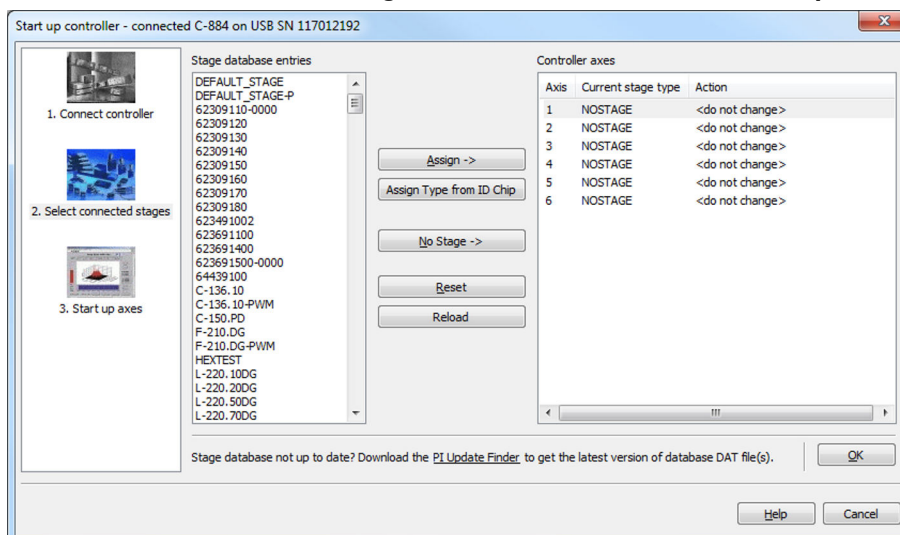 Start up controller - connected C-884 on USB SN 117012192
1. Connect controller
2. Select connected stages
3. Start up axes
Stage database entries
DEFAULT_STAGE
DEFAULT_STAGE-P
62309110-0000
62309120
62309130
62309140
62309150
62309160
62309170
62309180
623491002
623691100
623691400
623691500-0000
64439100
C-136.10
C-136.10-PWM
C-150.PD
F-210.DG
F-210.DG-PWM
HEXTEST
L-220.10DG
L-220.20DG
L-220.50DG
L-220.70DG
Assign ->
Assign Type from ID Chip
No Stage ->
Reset
Reload
Controller axes
Axis Current stage type Action
1 NOSTAGE <do not change>
2 NOSTAGE <do not change>
3 NOSTAGE <do not change>
4 NOSTAGE <do not change>
5 NOSTAGE <do not change>
6 NOSTAGE <do not change>
Stage database not up to date? Download the PI Update Finder to get the latest version of database DAT file(s).
OK
Help
Cancel